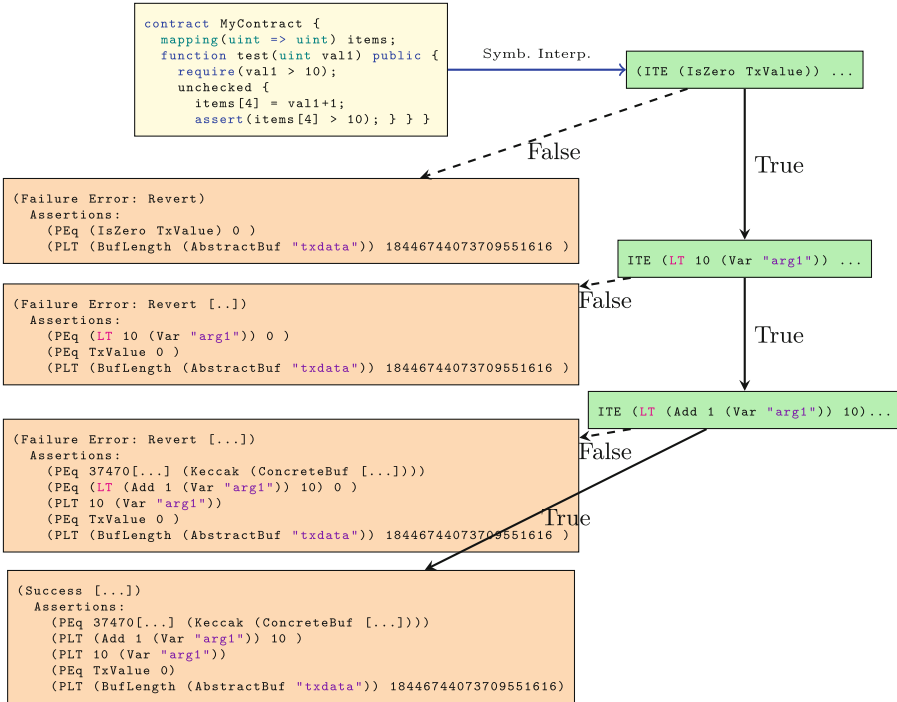 contract MyContract {
mapping(uint => uint) items;
function test(uint val1) public {
require(val1 > 10);
unchecked {
items[4] = val1+1;
assert(items[4] > 10); } } }
Symb. Interp.
(ITE (IsZero TxValue)) ...
False
True
(Failure Error: Revert)
Assertions:
(PEq (IsZero TxValue) 0 )
(PLT (BufLength (AbstractBuf "txdata")) 18446744073709551616 )
ITE (LT 10 (Var "arg1")) ...
False
True
(Failure Error: Revert [..])
Assertions:
(PEq (LT 10 (Var "arg1")) 0 )
(PEq TxValue 0 )
(PLT (BufLength (AbstractBuf "txdata")) 18446744073709551616 )
ITE (LT (Add 1 (Var "arg1")) 10)...
False
True
(Failure Error: Revert [...])
Assertions:
(PEq 37470[...] (Keccak (ConcreteBuf [...])))
(PEq (LT (Add 1 (Var "arg1")) 10) 0 )
(PLT 10 (Var "arg1"))
(PEq TxValue 0 )
(PLT (BufLength (AbstractBuf "txdata")) 18446744073709551616 )
(Success [...])
Assertions:
(PEq 37470[...] (Keccak (ConcreteBuf [...])))
(PLT (Add 1 (Var "arg1")) 10 )
(PLT 10 (Var "arg1"))
(PEq TxValue 0)
(PLT (BufLength (AbstractBuf "txdata")) 18446744073709551616)